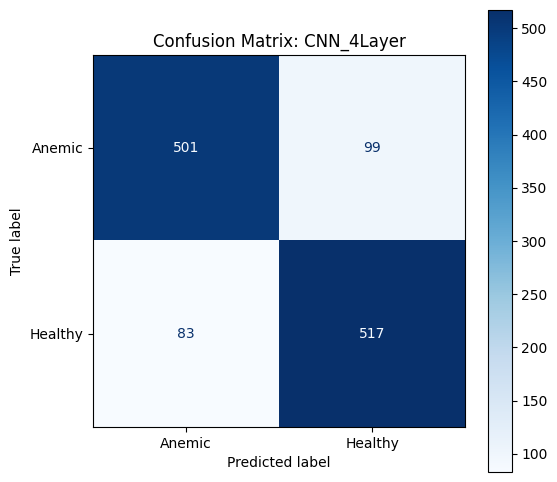 Confusion Matrix: CNN_4Layer
True label
Anemic
501
99
Healthy
83
517
Anemic
Healthy
Predicted label
500
450
400
350
300
250
200
150
100